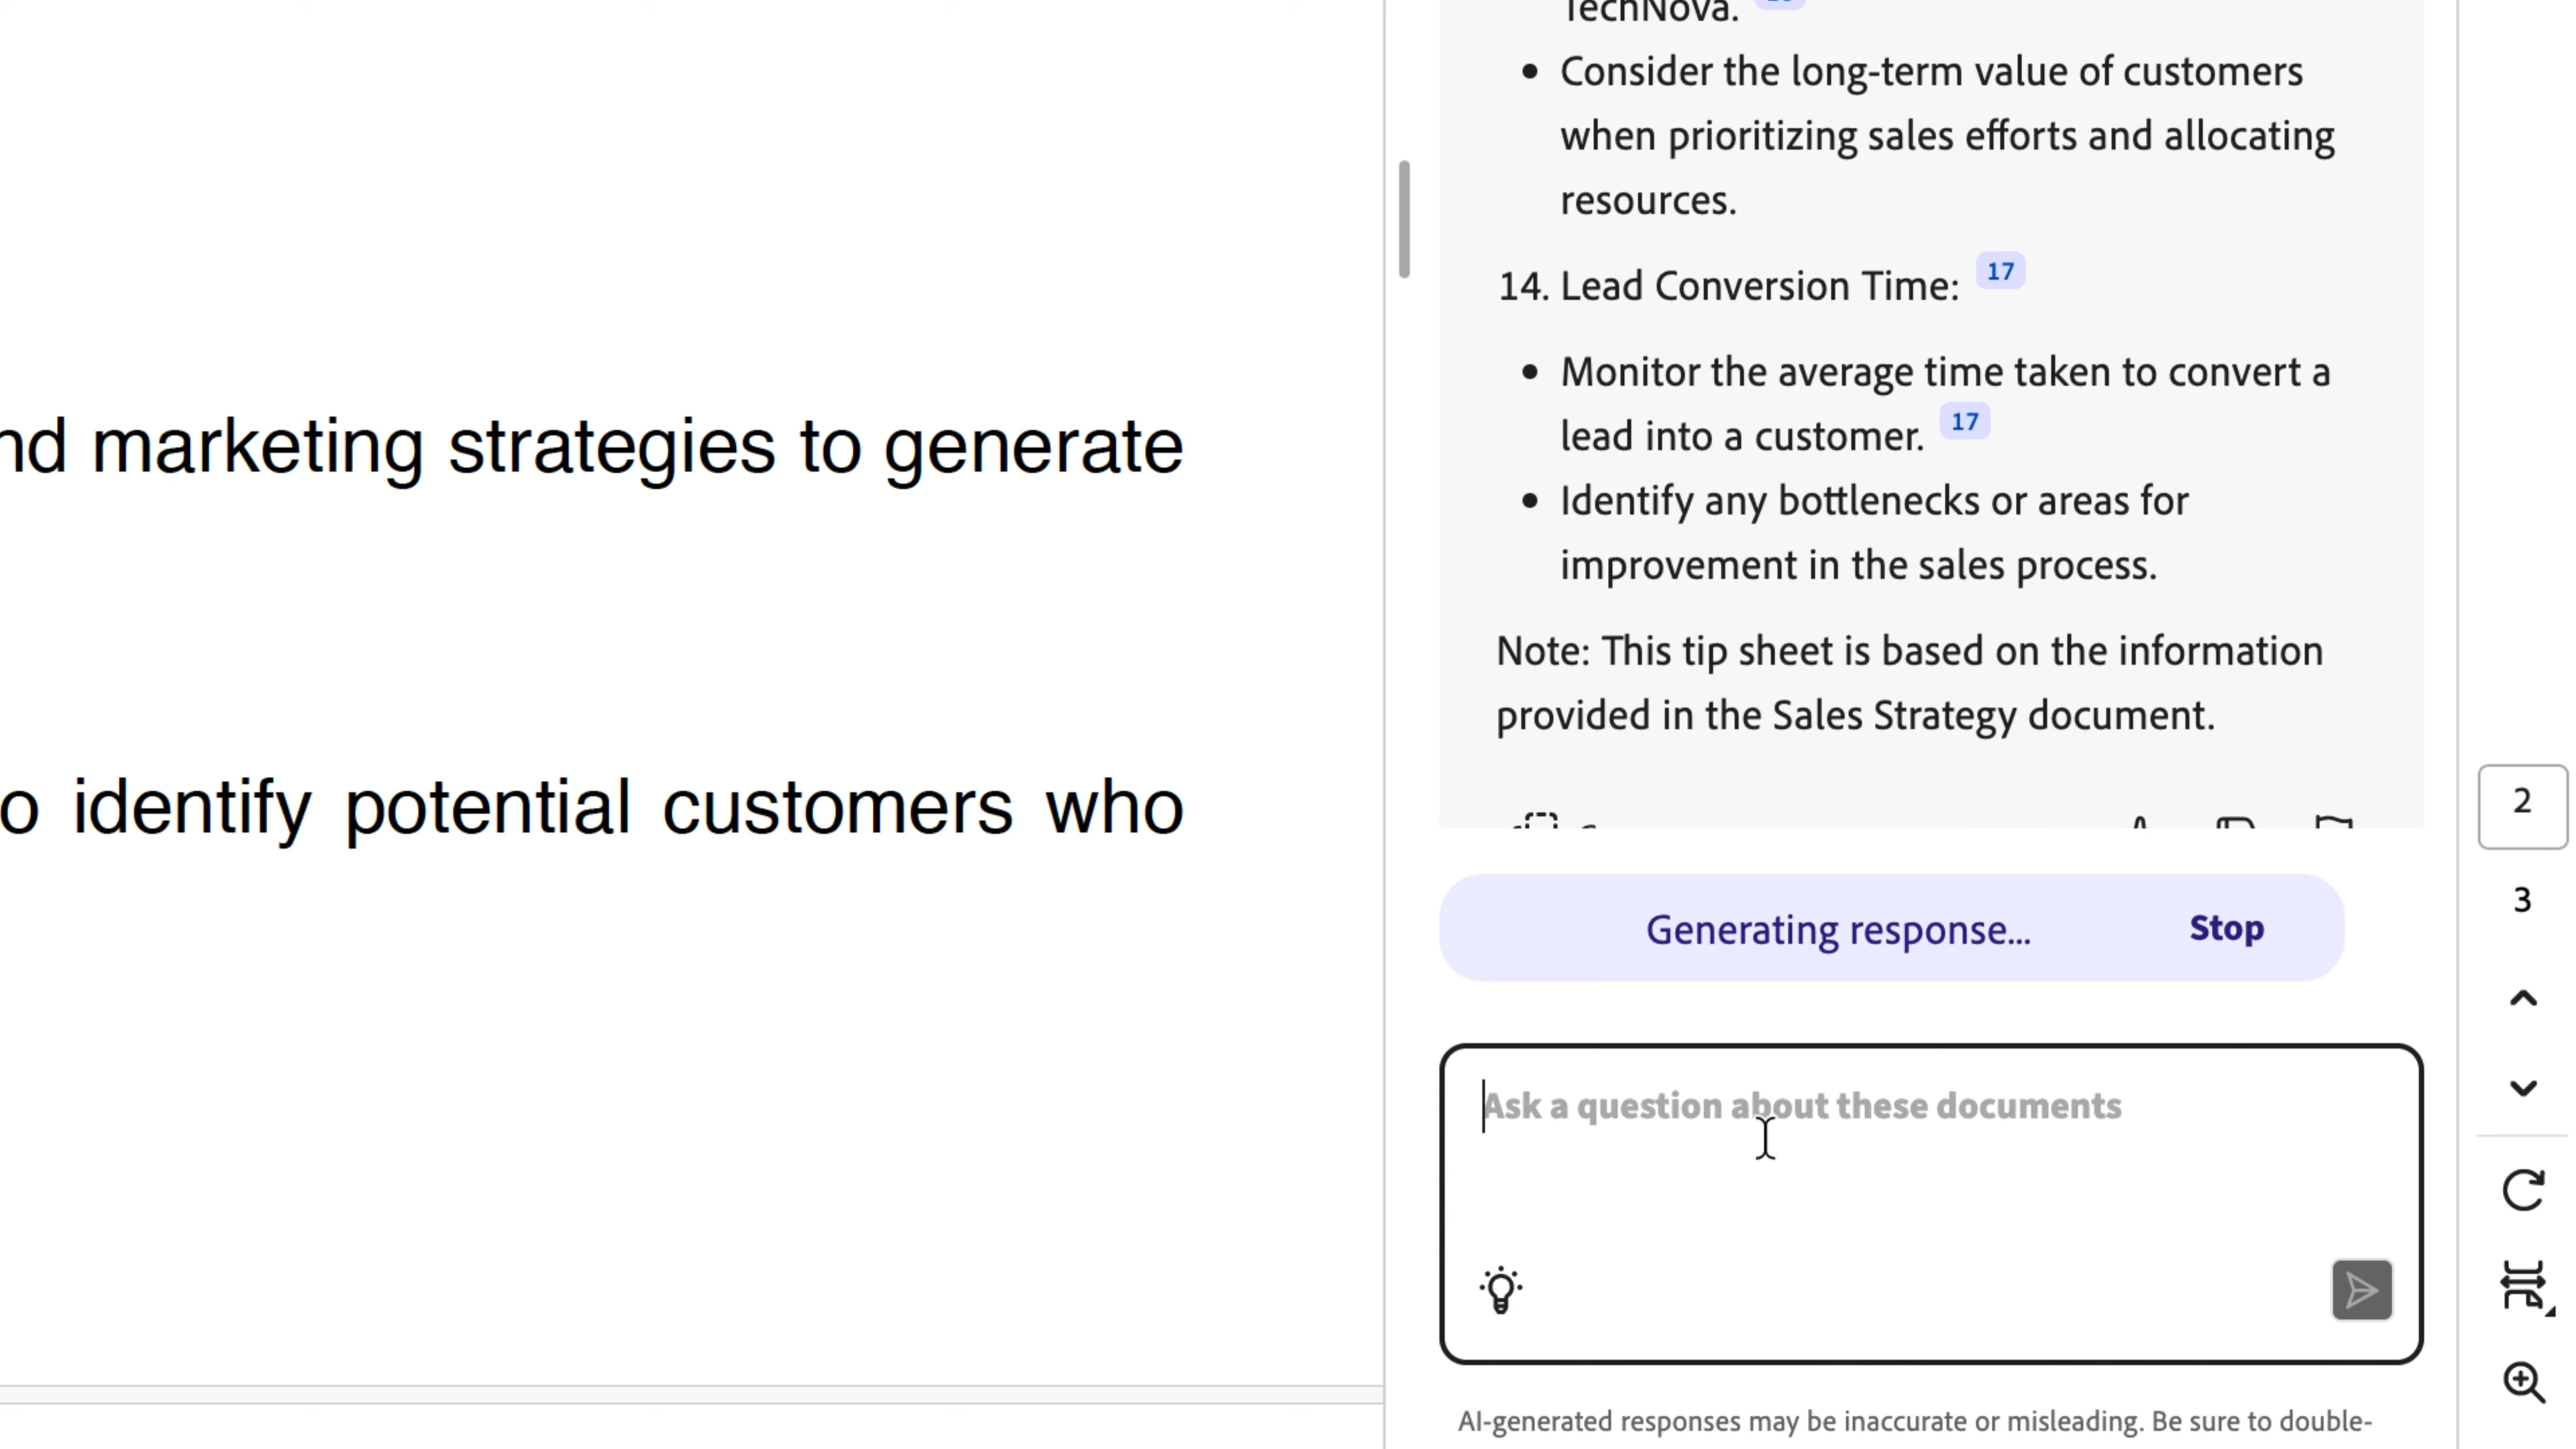 nd marketing strategies to generate
o identify potential customers who
TechNova.
• Consider the long-term value of customers
when prioritizing sales efforts and allocating
resources.
14. Lead Conversion Time: 17
• Monitor the average time taken to convert a
lead into a customer. 17
• Identify any bottlenecks or areas for
improvement in the sales process.
Note: This tip sheet is based on the information
provided in the Sales Strategy document.
Generating response... Stop
Ask a question about these documents
AI-generated responses may be inaccurate or misleading. Be sure to double-
2
3